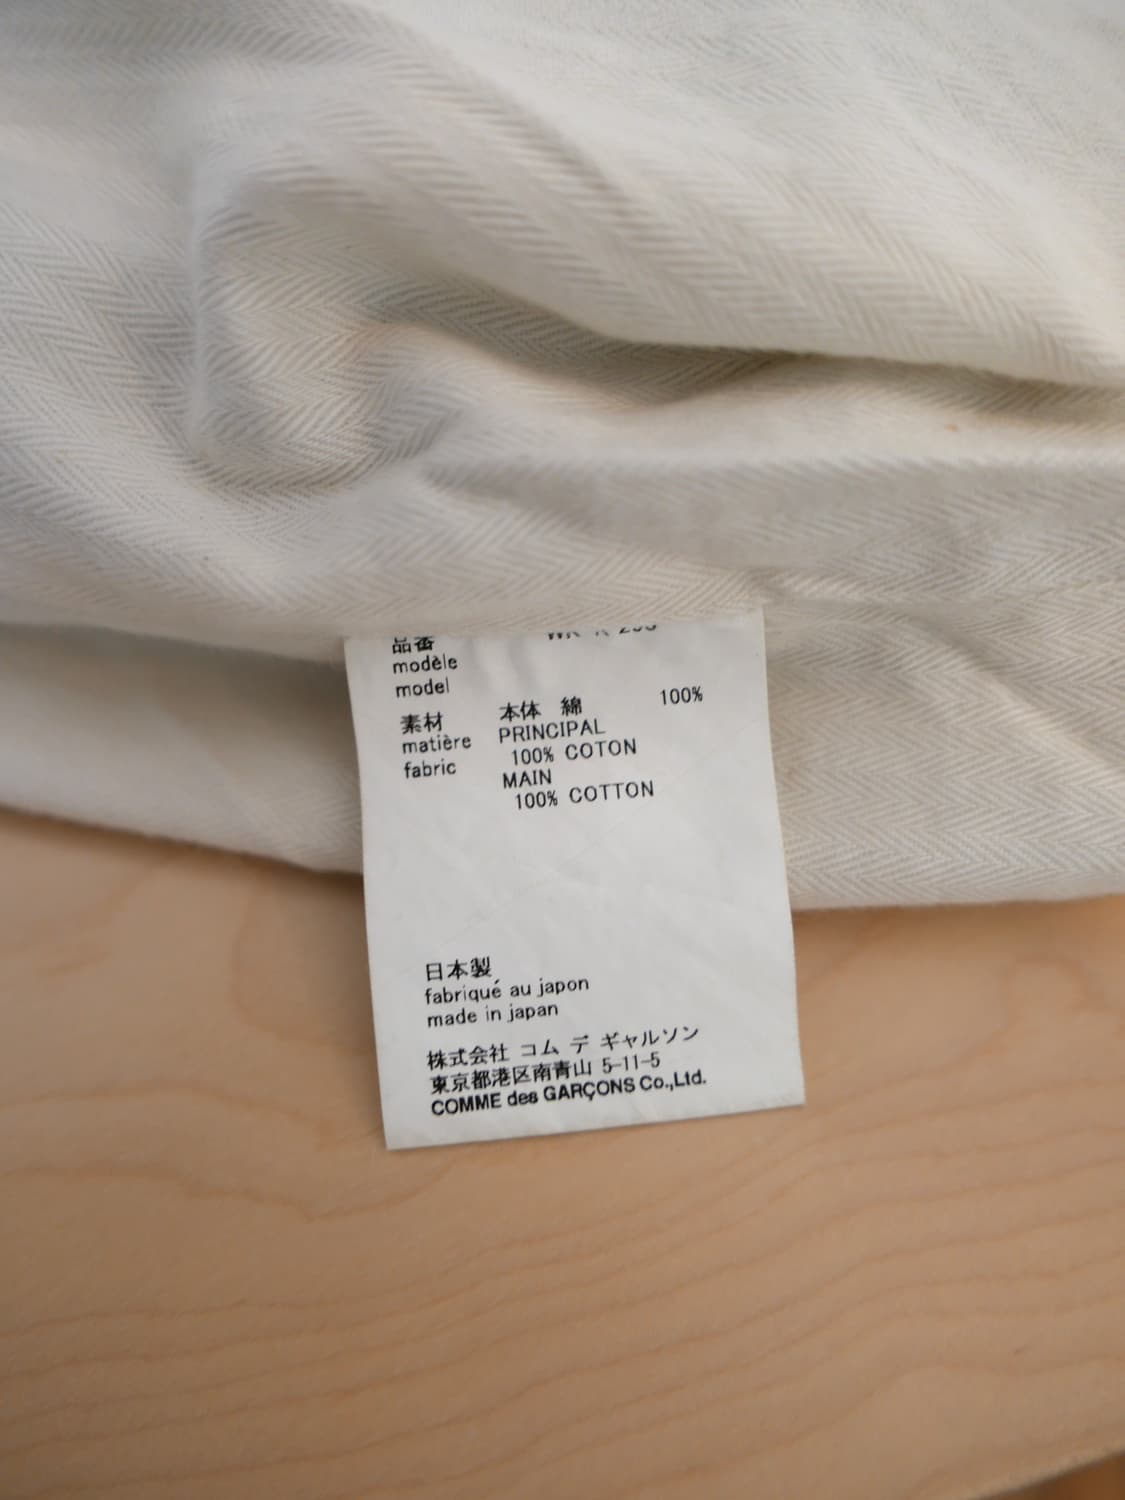 品番
modèle
model
素材 本体 綿 100%
matière PRINCIPAL
100% COTON
fabric MAIN
100% COTTON
日本製
fabriqué au japon
made in japan
株式会社 コム デ ギャルソン
東京都港区南青山 5-11-5
COMME des GARÇONS Co.,Ltd.